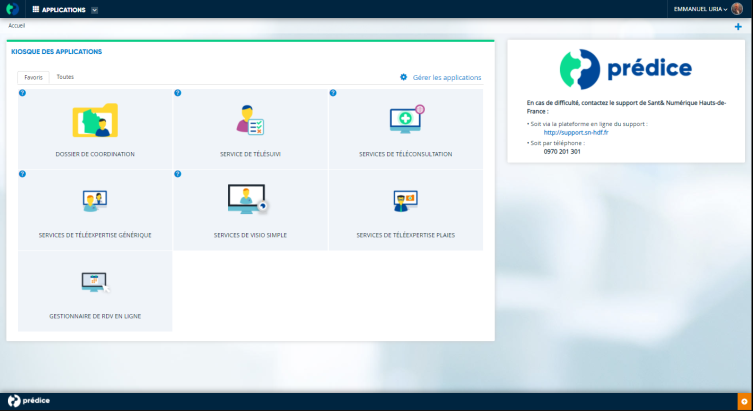 APPLICATIONS
EMMANUEL URIA
Accueil
KIOSQUE DES APPLICATIONS
Favoris Toutes
Gérer les applications
DOSSIER DE COORDINATION
SERVICE DE TÉLÉSUIVI
SERVICES DE TÉLÉCONSULTATION
SERVICES DE TÉLÉEXPERTISE GÉNÉRIQUE
SERVICES DE VISIO SIMPLE
SERVICES DE TÉLÉEXPERTISE PLAIES
GESTIONNAIRE DE RDV EN LIGNE
prédice
En cas de difficulté, contactez le support de Sant& Numérique Hauts-de-
France :
• Soit via la plateforme en ligne du support :
http://support.sn-hdf.fr
• Soit par téléphone :
0970 201 301
prédice